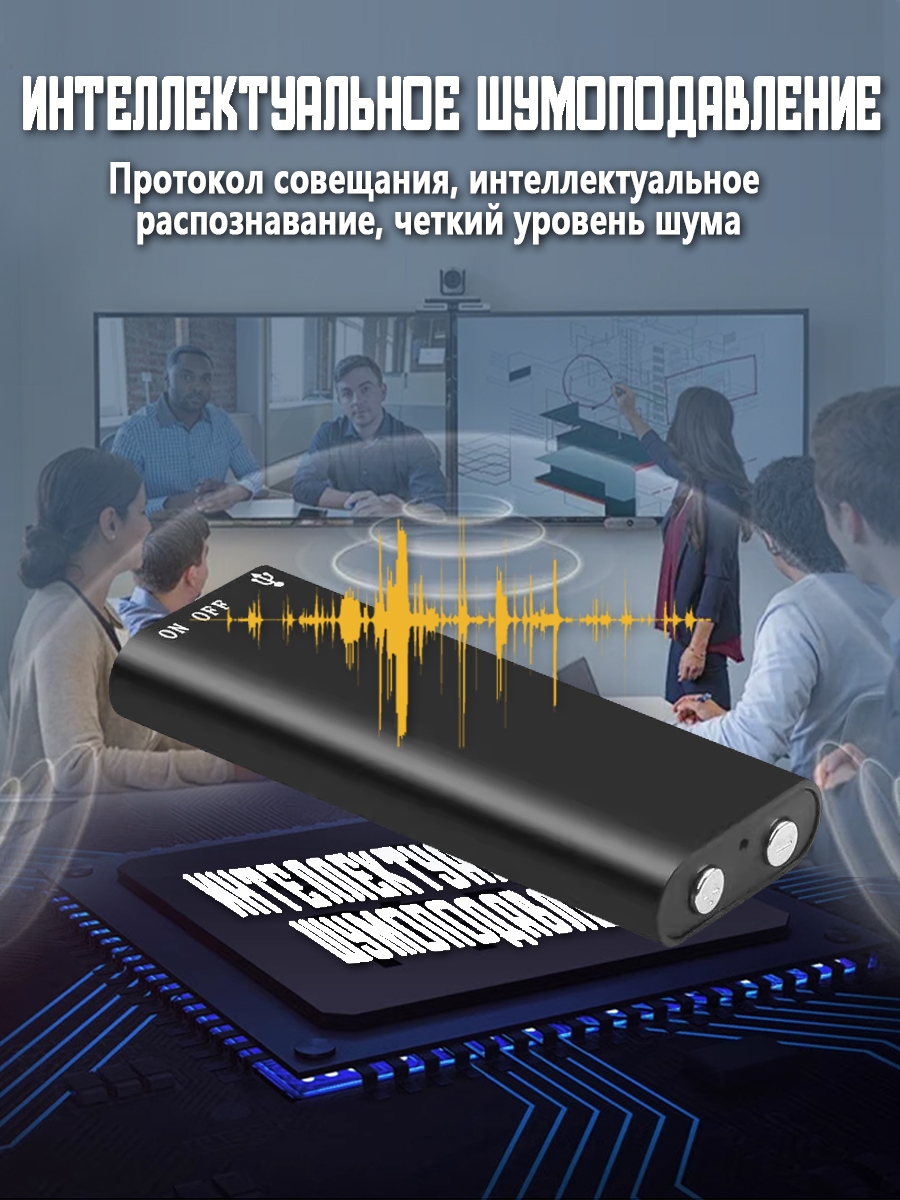 ИНТЕЛЛЕКТУАЛЬНОЕ ШУМОПОДАВЛЕНИЕ
Протокол совещания, интеллектуальное
распознавание, четкий уровень шума
ON OFF